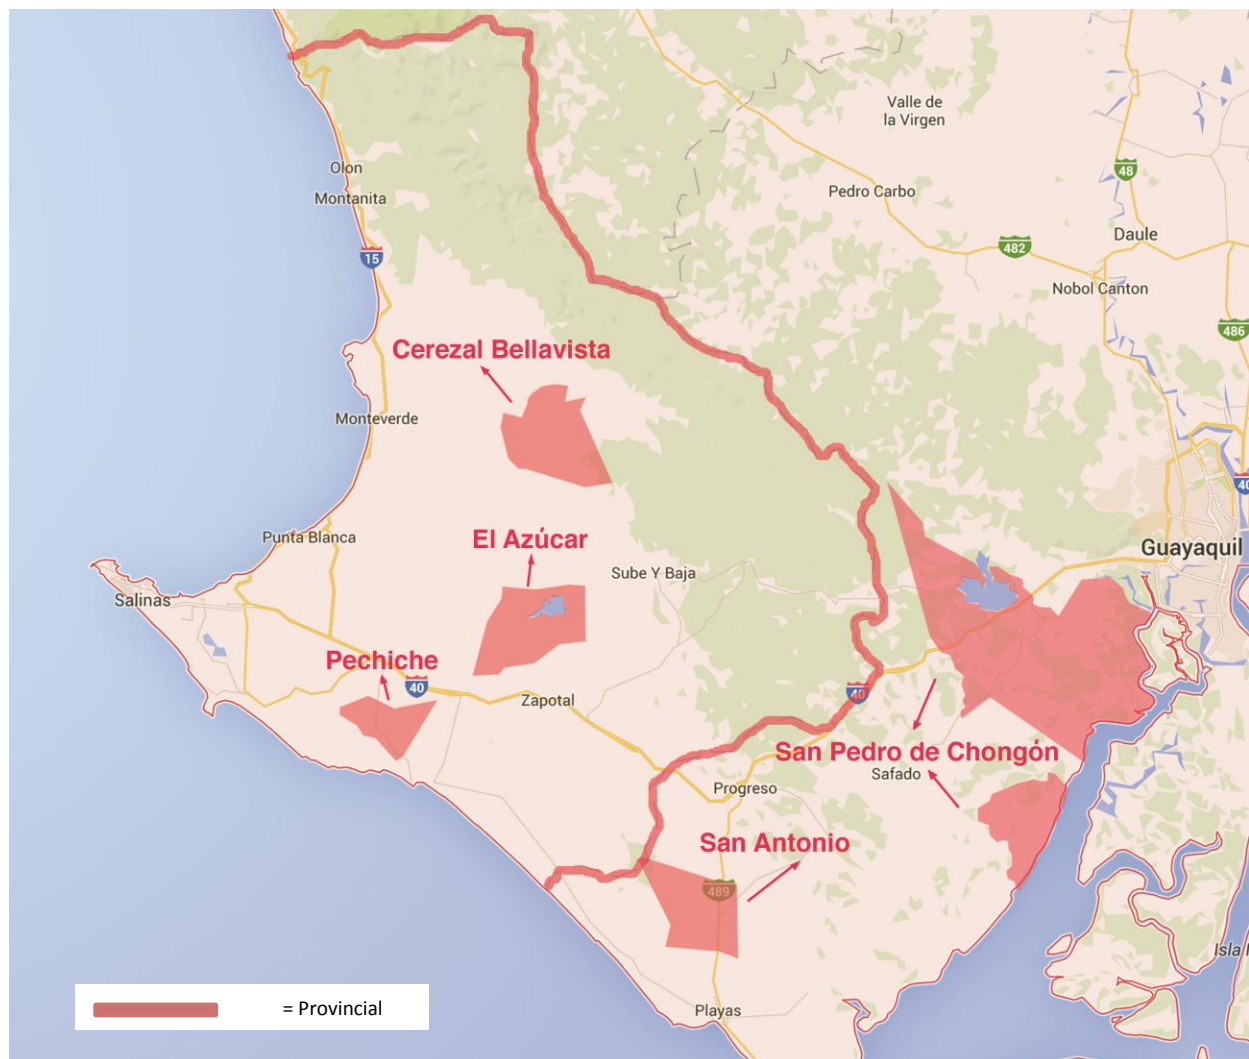 Valle de
la Virgen
Olon
48
Pedro Carbo
Montanita
Daule
482
15
Nobol Canton
486
Cerezal Bellavista
Monteverde
40
Punta Blanca
El Azúcar
Guayaquil
Sube Y Baja
Salinas
Pechiche
40
40
Zapotal
San Pedro de Chongón
Safado
Progreso
San Antonio
489
Isla
Playas
= Provincial